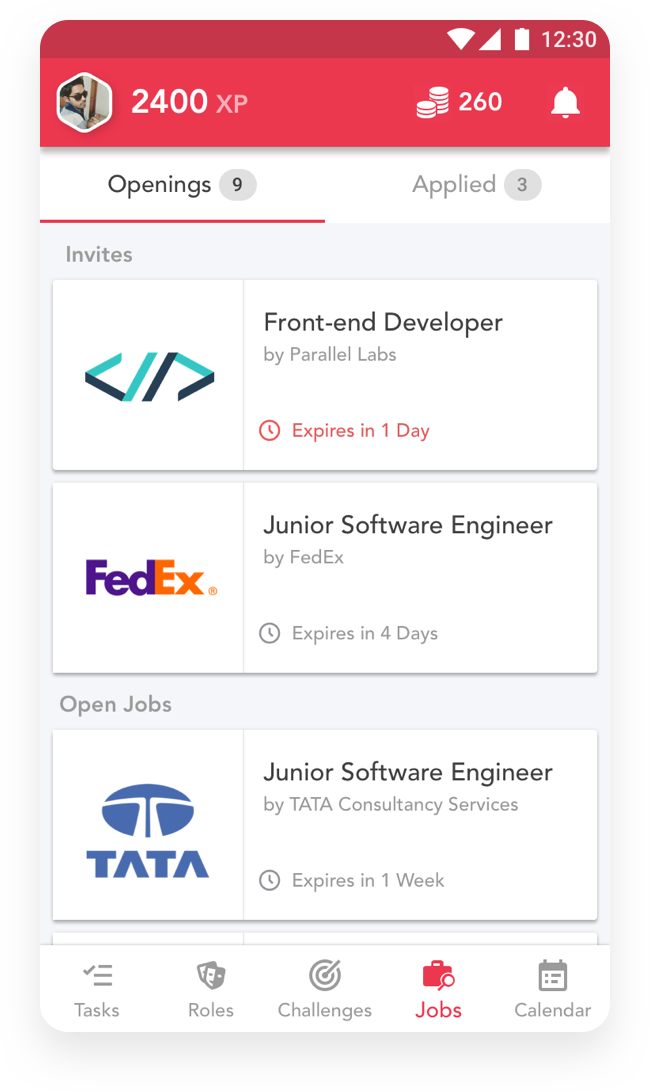 12:30
2400 XP
260
Openings 9
Applied 3
Invites
Front-end Developer
by Parallel Labs
Expires in 1 Day
FedEx®
Junior Software Engineer
by FedEx
Expires in 4 Days
Open Jobs
TATA
Junior Software Engineer
by TATA Consultancy Services
Expires in 1 Week
Tasks
Roles
Challenges
Jobs
Calendar